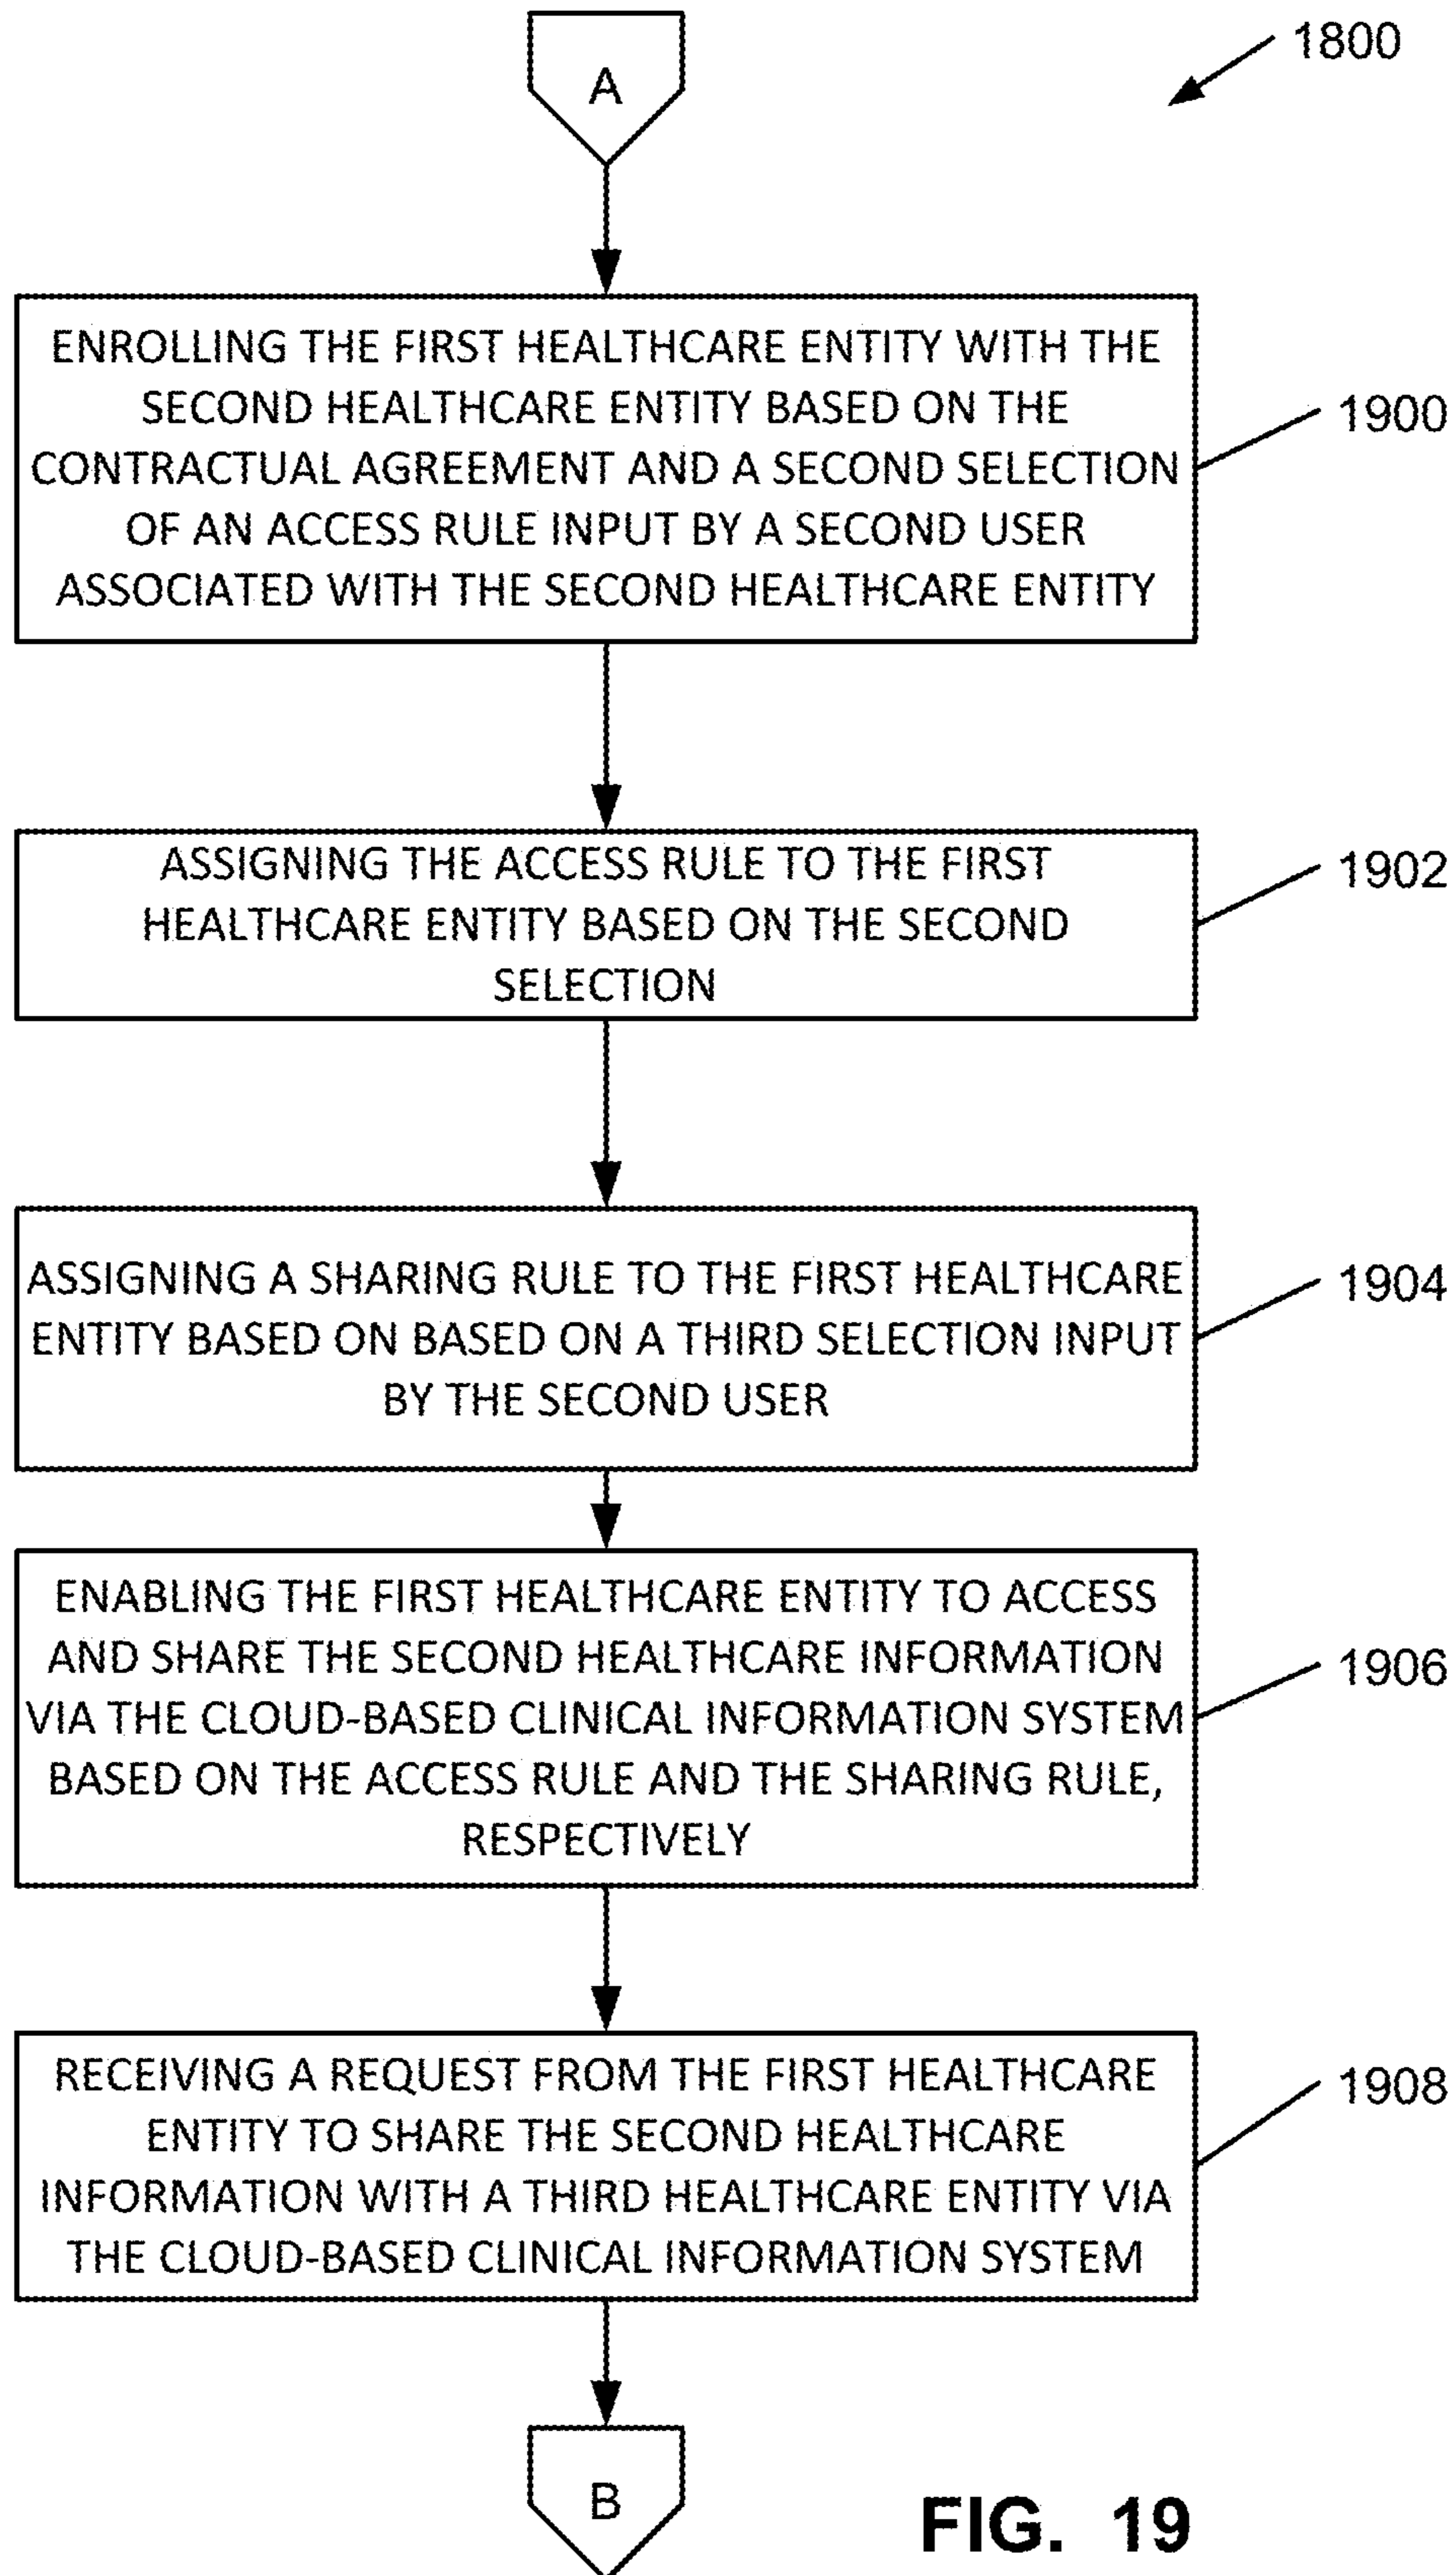 A
1800
ENROLLING THE FIRST HEALTHCARE ENTITY WITH THE
SECOND HEALTHCARE ENTITY BASED ON THE
CONTRACTUAL AGREEMENT AND A SECOND SELECTION
OF AN ACCESS RULE INPUT BY A SECOND USER
ASSOCIATED WITH THE SECOND HEALTHCARE ENTITY
1900
ASSIGNING THE ACCESS RULE TO THE FIRST
HEALTHCARE ENTITY BASED ON THE SECOND
SELECTION
1902
ASSIGNING A SHARING RULE TO THE FIRST HEALTHCARE
ENTITY BASED ON BASED ON A THIRD SELECTION INPUT
BY THE SECOND USER
1904
ENABLING THE FIRST HEALTHCARE ENTITY TO ACCESS
AND SHARE THE SECOND HEALTHCARE INFORMATION
VIA THE CLOUD-BASED CLINICAL INFORMATION SYSTEM
BASED ON THE ACCESS RULE AND THE SHARING RULE,
RESPECTIVELY
1906
RECEIVING A REQUEST FROM THE FIRST HEALTHCARE
ENTITY TO SHARE THE SECOND HEALTHCARE
INFORMATION WITH A THIRD HEALTHCARE ENTITY VIA
THE CLOUD-BASED CLINICAL INFORMATION SYSTEM
1908
B
FIG. 19